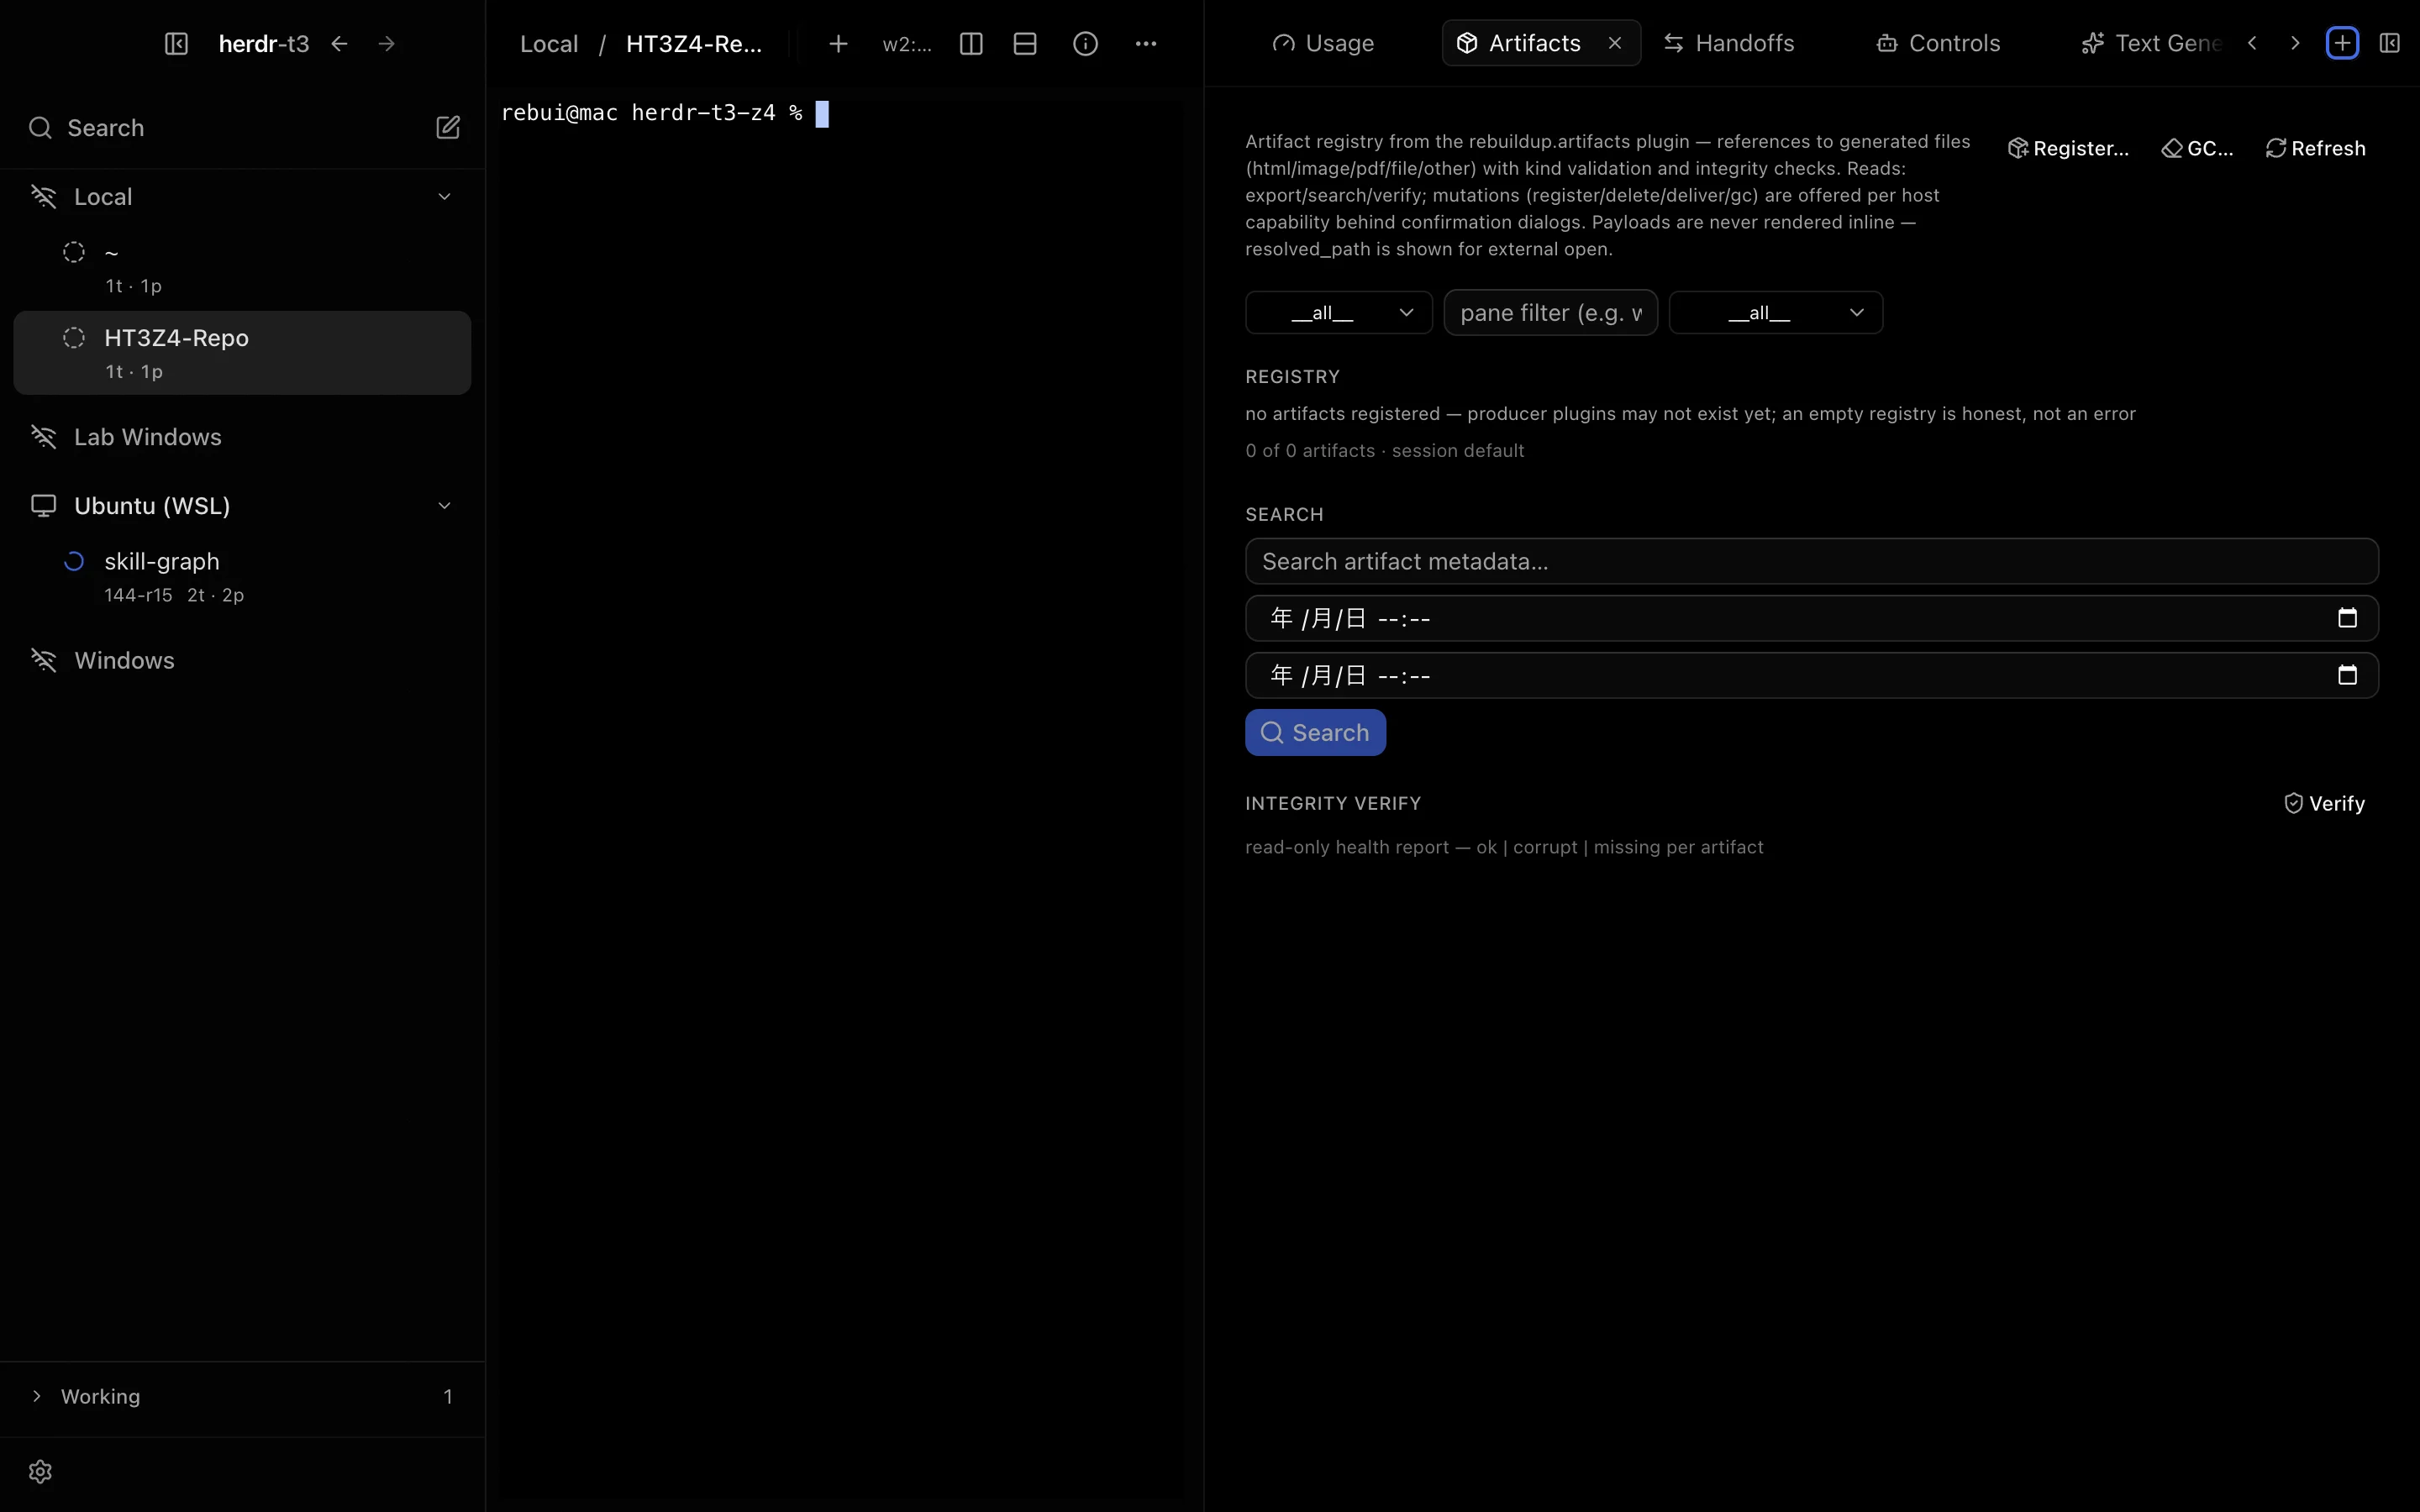 herdr-t3
Search
Local
~
1t · 1p
HT3Z4-Repo
1t · 1p
Lab Windows
Ubuntu (WSL)
skill-graph
144-r15 2t · 2p
Windows
Working 1
Local / HT3Z4-Re... w2:...
rebui@mac herdr-t3-z4 %
Usage Artifacts Handoffs Controls Text Gene
Artifact registry from the rebuildup.artifacts plugin — references to generated files
(html/image/pdf/file/other) with kind validation and integrity checks. Reads:
export/search/verify; mutations (register/delete/deliver/gc) are offered per host
capability behind confirmation dialogs. Payloads are never rendered inline —
resolved_path is shown for external open.
Register... GC... Refresh
__all__ pane filter (e.g. w __all__
REGISTRY
no artifacts registered — producer plugins may not exist yet; an empty registry is honest, not an error
0 of 0 artifacts · session default
SEARCH
Search artifact metadata...
年 /月/日 --:--
年 /月/日 --:--
Search
INTEGRITY VERIFY Verify
read-only health report — ok | corrupt | missing per artifact